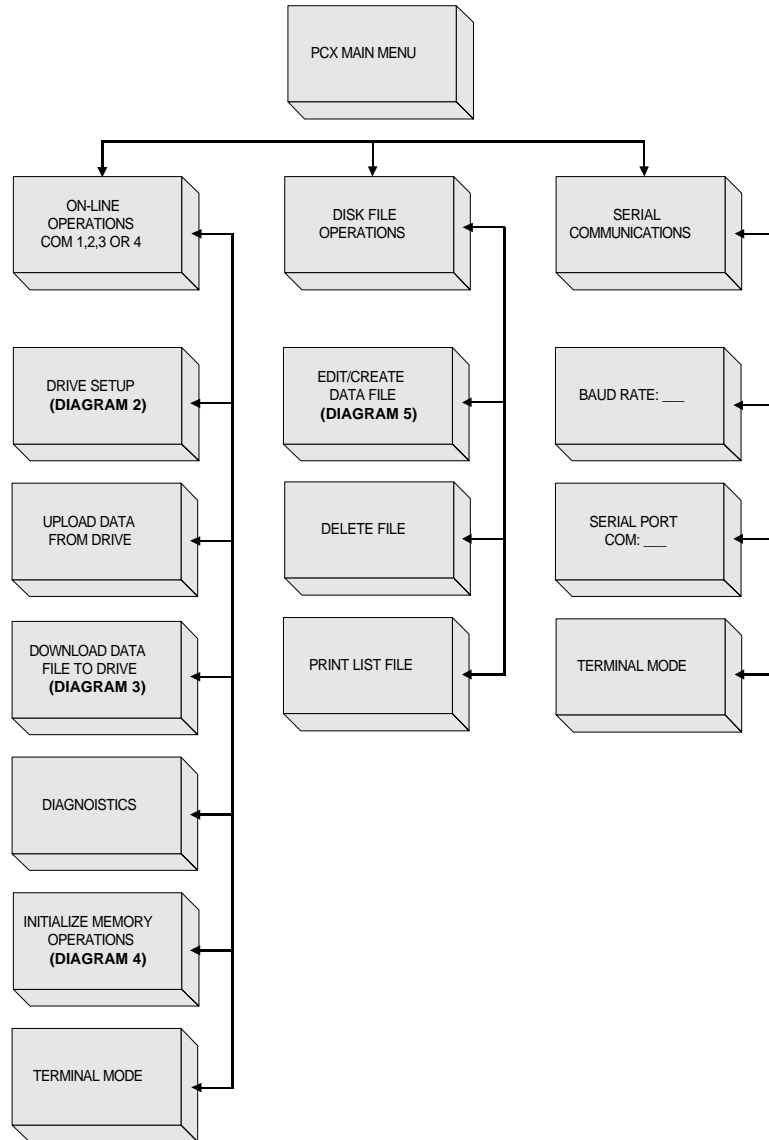 PCX MAIN MENU
ON-LINE
OPERATIONS
COM 1,2,3 OR 4
DISK FILE
OPERATIONS
SERIAL
COMMUNICATIONS
DRIVE SETUP
(DIAGRAM 2)
EDIT/CREATE
DATA FILE
(DIAGRAM 5)
BAUD RATE: ___
UPLOAD DATA
FROM DRIVE
DELETE FILE
SERIAL PORT
COM: ___
DOWNLOAD DATA
FILE TO DRIVE
(DIAGRAM 3)
PRINT LIST FILE
TERMINAL MODE
DIAGNOISTICS
INITIALIZE MEMORY
OPERATIONS
(DIAGRAM 4)
TERMINAL MODE